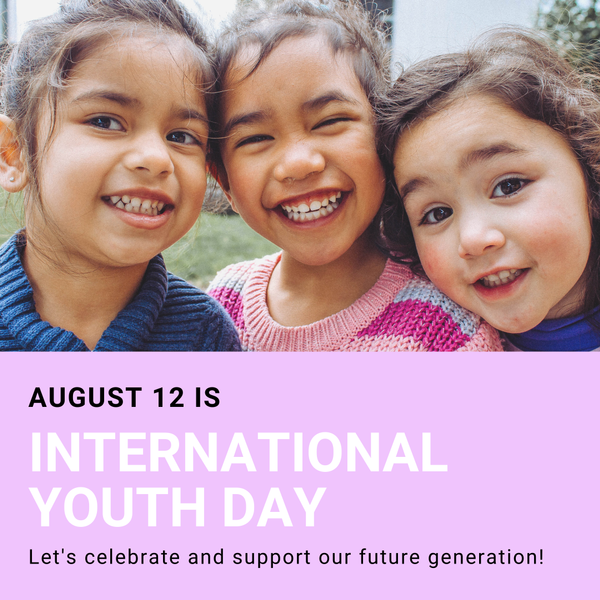 AUGUST 12 IS
INTERNATIONAL
YOUTH DAY
Let's celebrate and support our future generation!